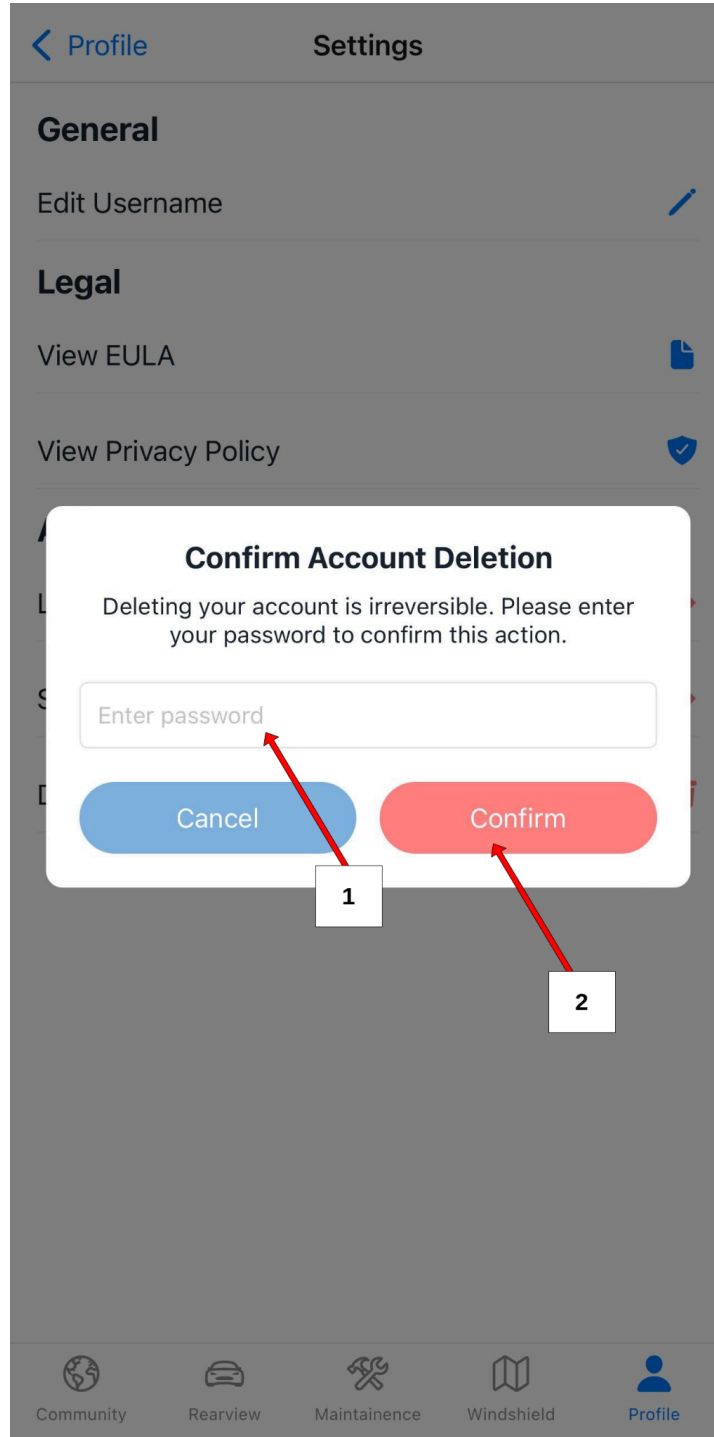 Profile
Settings
General
Edit Username
Legal
View EULA
View Privacy Policy
Confirm Account Deletion
Deleting your account is irreversible. Please enter
your password to confirm this action.
Enter password
Cancel
Confirm
1
2
Community
Rearview
Maintainence
Windshield
Profile